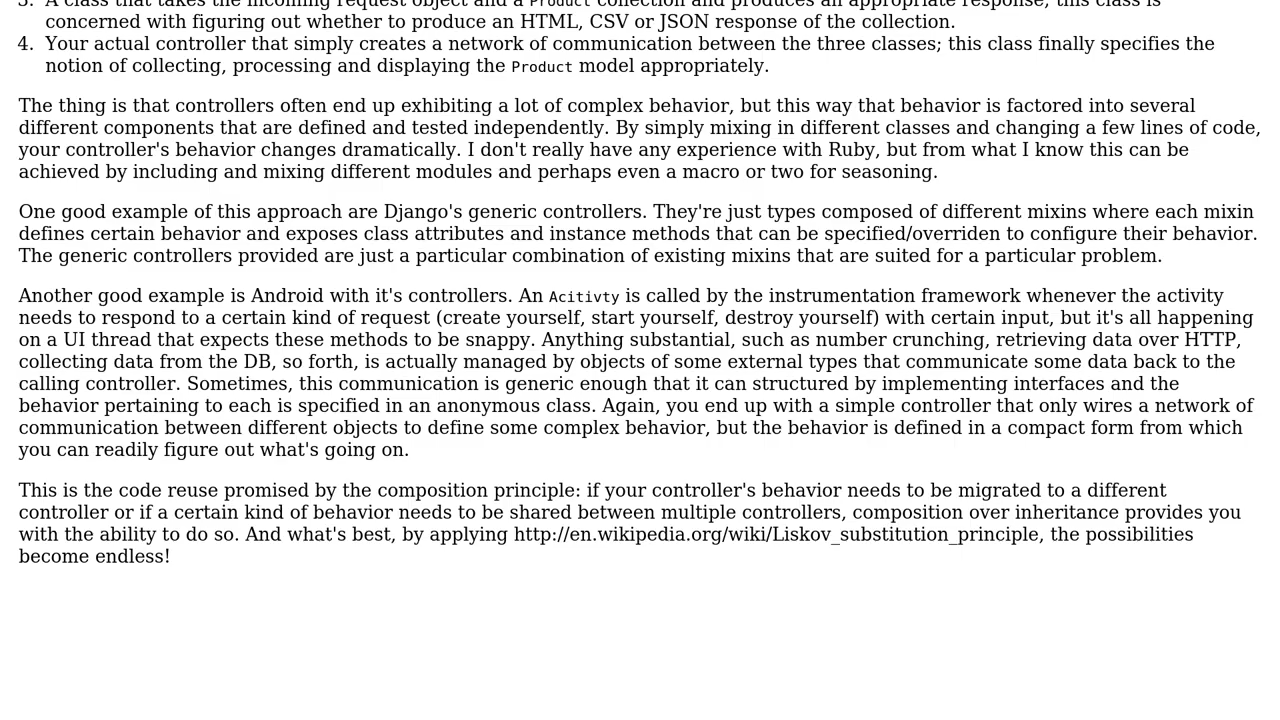 3. A class that takes the incoming request object and a Product collection and produces an appropriate response; this class is
concerned with figuring out whether to produce an HTML, CSV or JSON response of the collection.
4. Your actual controller that simply creates a network of communication between the three classes; this class finally specifies the
notion of collecting, processing and displaying the Product model appropriately.
The thing is that controllers often end up exhibiting a lot of complex behavior, but this way that behavior is factored into several
different components that are defined and tested independently. By simply mixing in different classes and changing a few lines of code,
your controller's behavior changes dramatically. I don't really have any experience with Ruby, but from what I know this can be
achieved by including and mixing different modules and perhaps even a macro or two for seasoning.
One good example of this approach are Django's generic controllers. They're just types composed of different mixins where each mixin
defines certain behavior and exposes class attributes and instance methods that can be specified/overriden to configure their behavior.
The generic controllers provided are just a particular combination of existing mixins that are suited for a particular problem.
Another good example is Android with it's controllers. An Acitivty is called by the instrumentation framework whenever the activity
needs to respond to a certain kind of request (create yourself, start yourself, destroy yourself) with certain input, but it's all happening
on a UI thread that expects these methods to be snappy. Anything substantial, such as number crunching, retrieving data over HTTP,
collecting data from the DB, so forth, is actually managed by objects of some external types that communicate some data back to the
calling controller. Sometimes, this communication is generic enough that it can structured by implementing interfaces and the
behavior pertaining to each is specified in an anonymous class. Again, you end up with a simple controller that only wires a network of
communication between different objects to define some complex behavior, but the behavior is defined in a compact form from which
you can readily figure out what's going on.
This is the code reuse promised by the composition principle: if your controller's behavior needs to be migrated to a different
controller or if a certain kind of behavior needs to be shared between multiple controllers, composition over inheritance provides you
with the ability to do so. And what's best, by applying http://en.wikipedia.org/wiki/Liskov_substitution_principle, the possibilities
become endless!